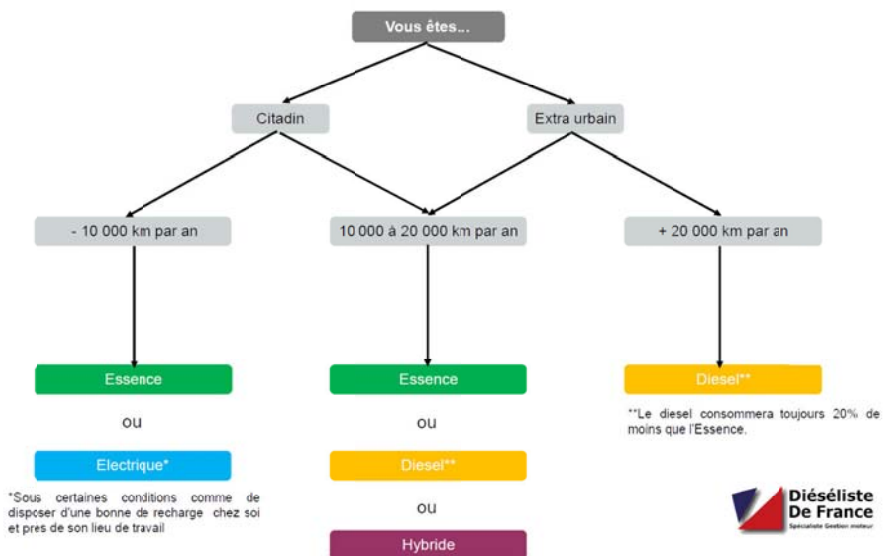 Vous êtes...
Citadin
Extra urbain
- 10 000 km par an
10 000 à 20 000 km par an
+ 20 000 km par an
Essence
Essence
Diesel**
ou
ou
**Le diesel consommera toujours 20% de
moins que l'Essence.
Electrique*
Diesel**
*Sous certaines conditions comme de
disposer d'une bonne de recharge chez soi
et pres de son lieu de travail
ou
Hybride
Diéséliste
De France
Spécialiste Gestion moteur